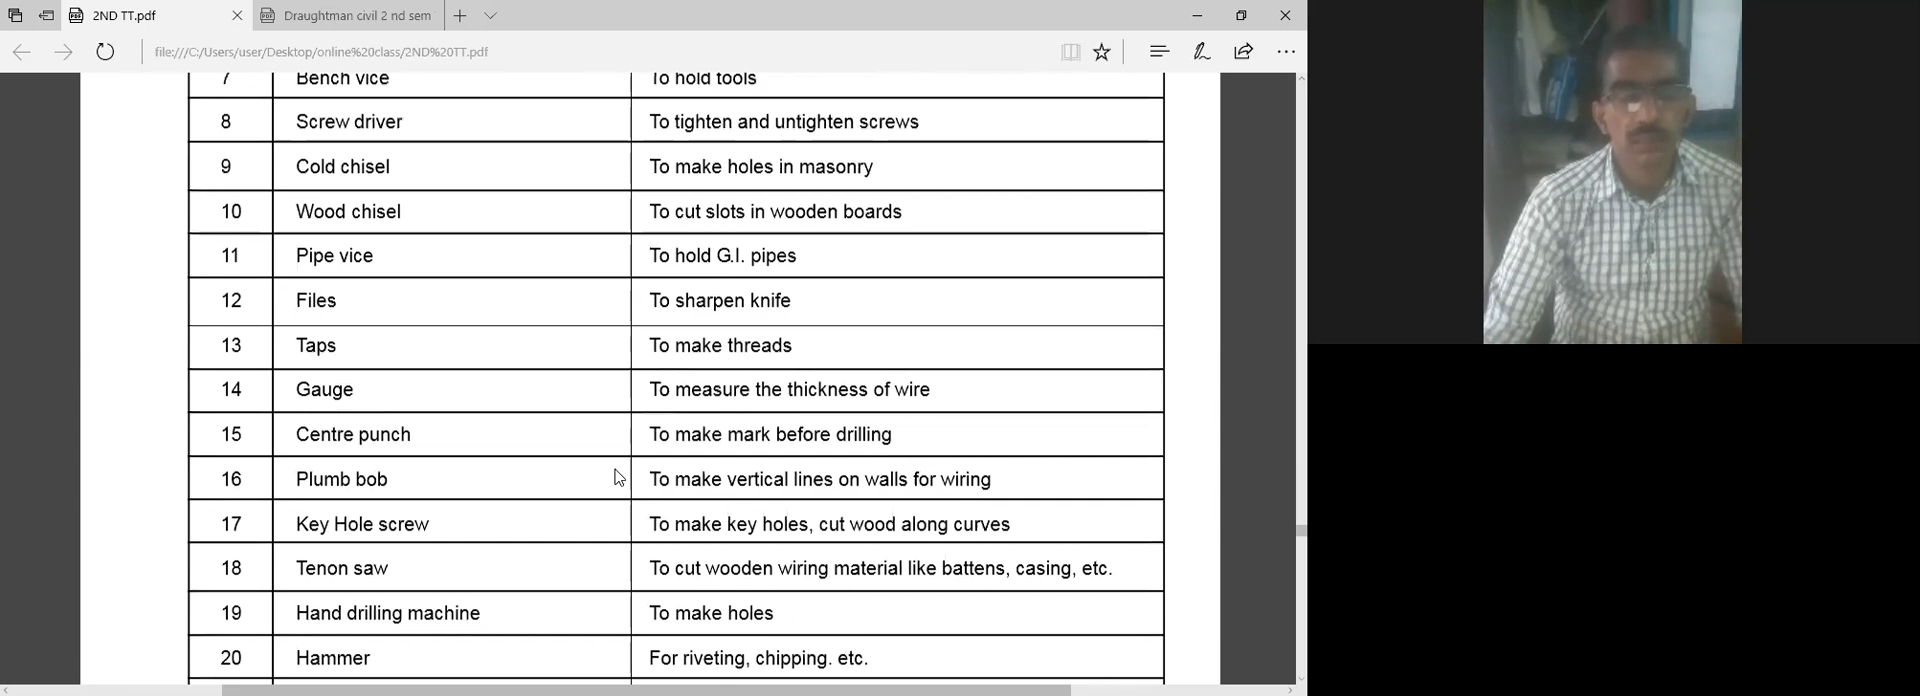 2ND TT.pdf
Draughtman civil 2 nd sem
file:///C:/Users/user/Desktop/online%20class/2ND%20TT.pdf
7 Bench vice To hold tools
8 Screw driver To tighten and untighten screws
9 Cold chisel To make holes in masonry
10 Wood chisel To cut slots in wooden boards
11 Pipe vice To hold G.I. pipes
12 Files To sharpen knife
13 Taps To make threads
14 Gauge To measure the thickness of wire
15 Centre punch To make mark before drilling
16 Plumb bob To make vertical lines on walls for wiring
17 Key Hole screw To make key holes, cut wood along curves
18 Tenon saw To cut wooden wiring material like battens, casing, etc.
19 Hand drilling machine To make holes
20 Hammer For riveting, chipping. etc.